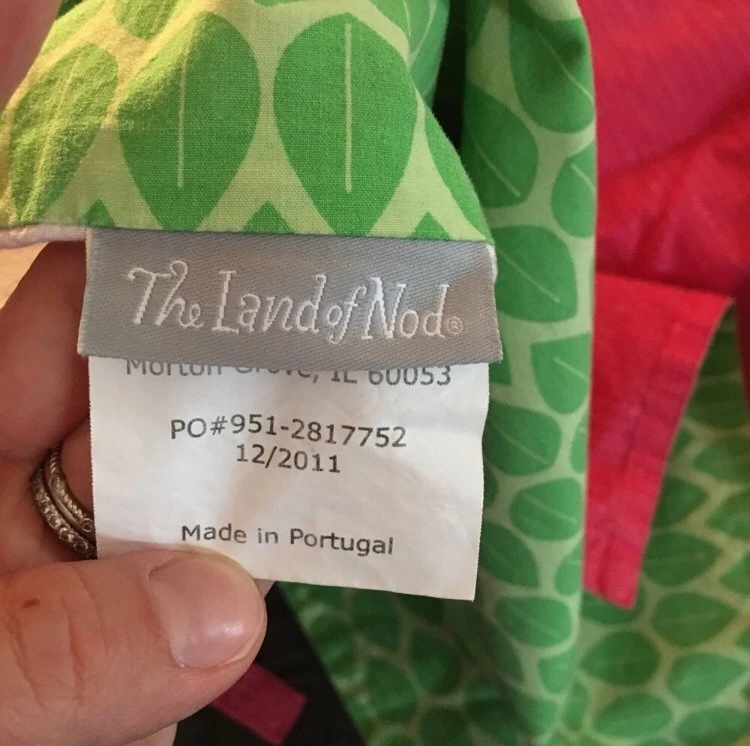 The Land of Nod®
Morton Grove, IL 60053
PO#951-2817752
12/2011
Made in Portugal